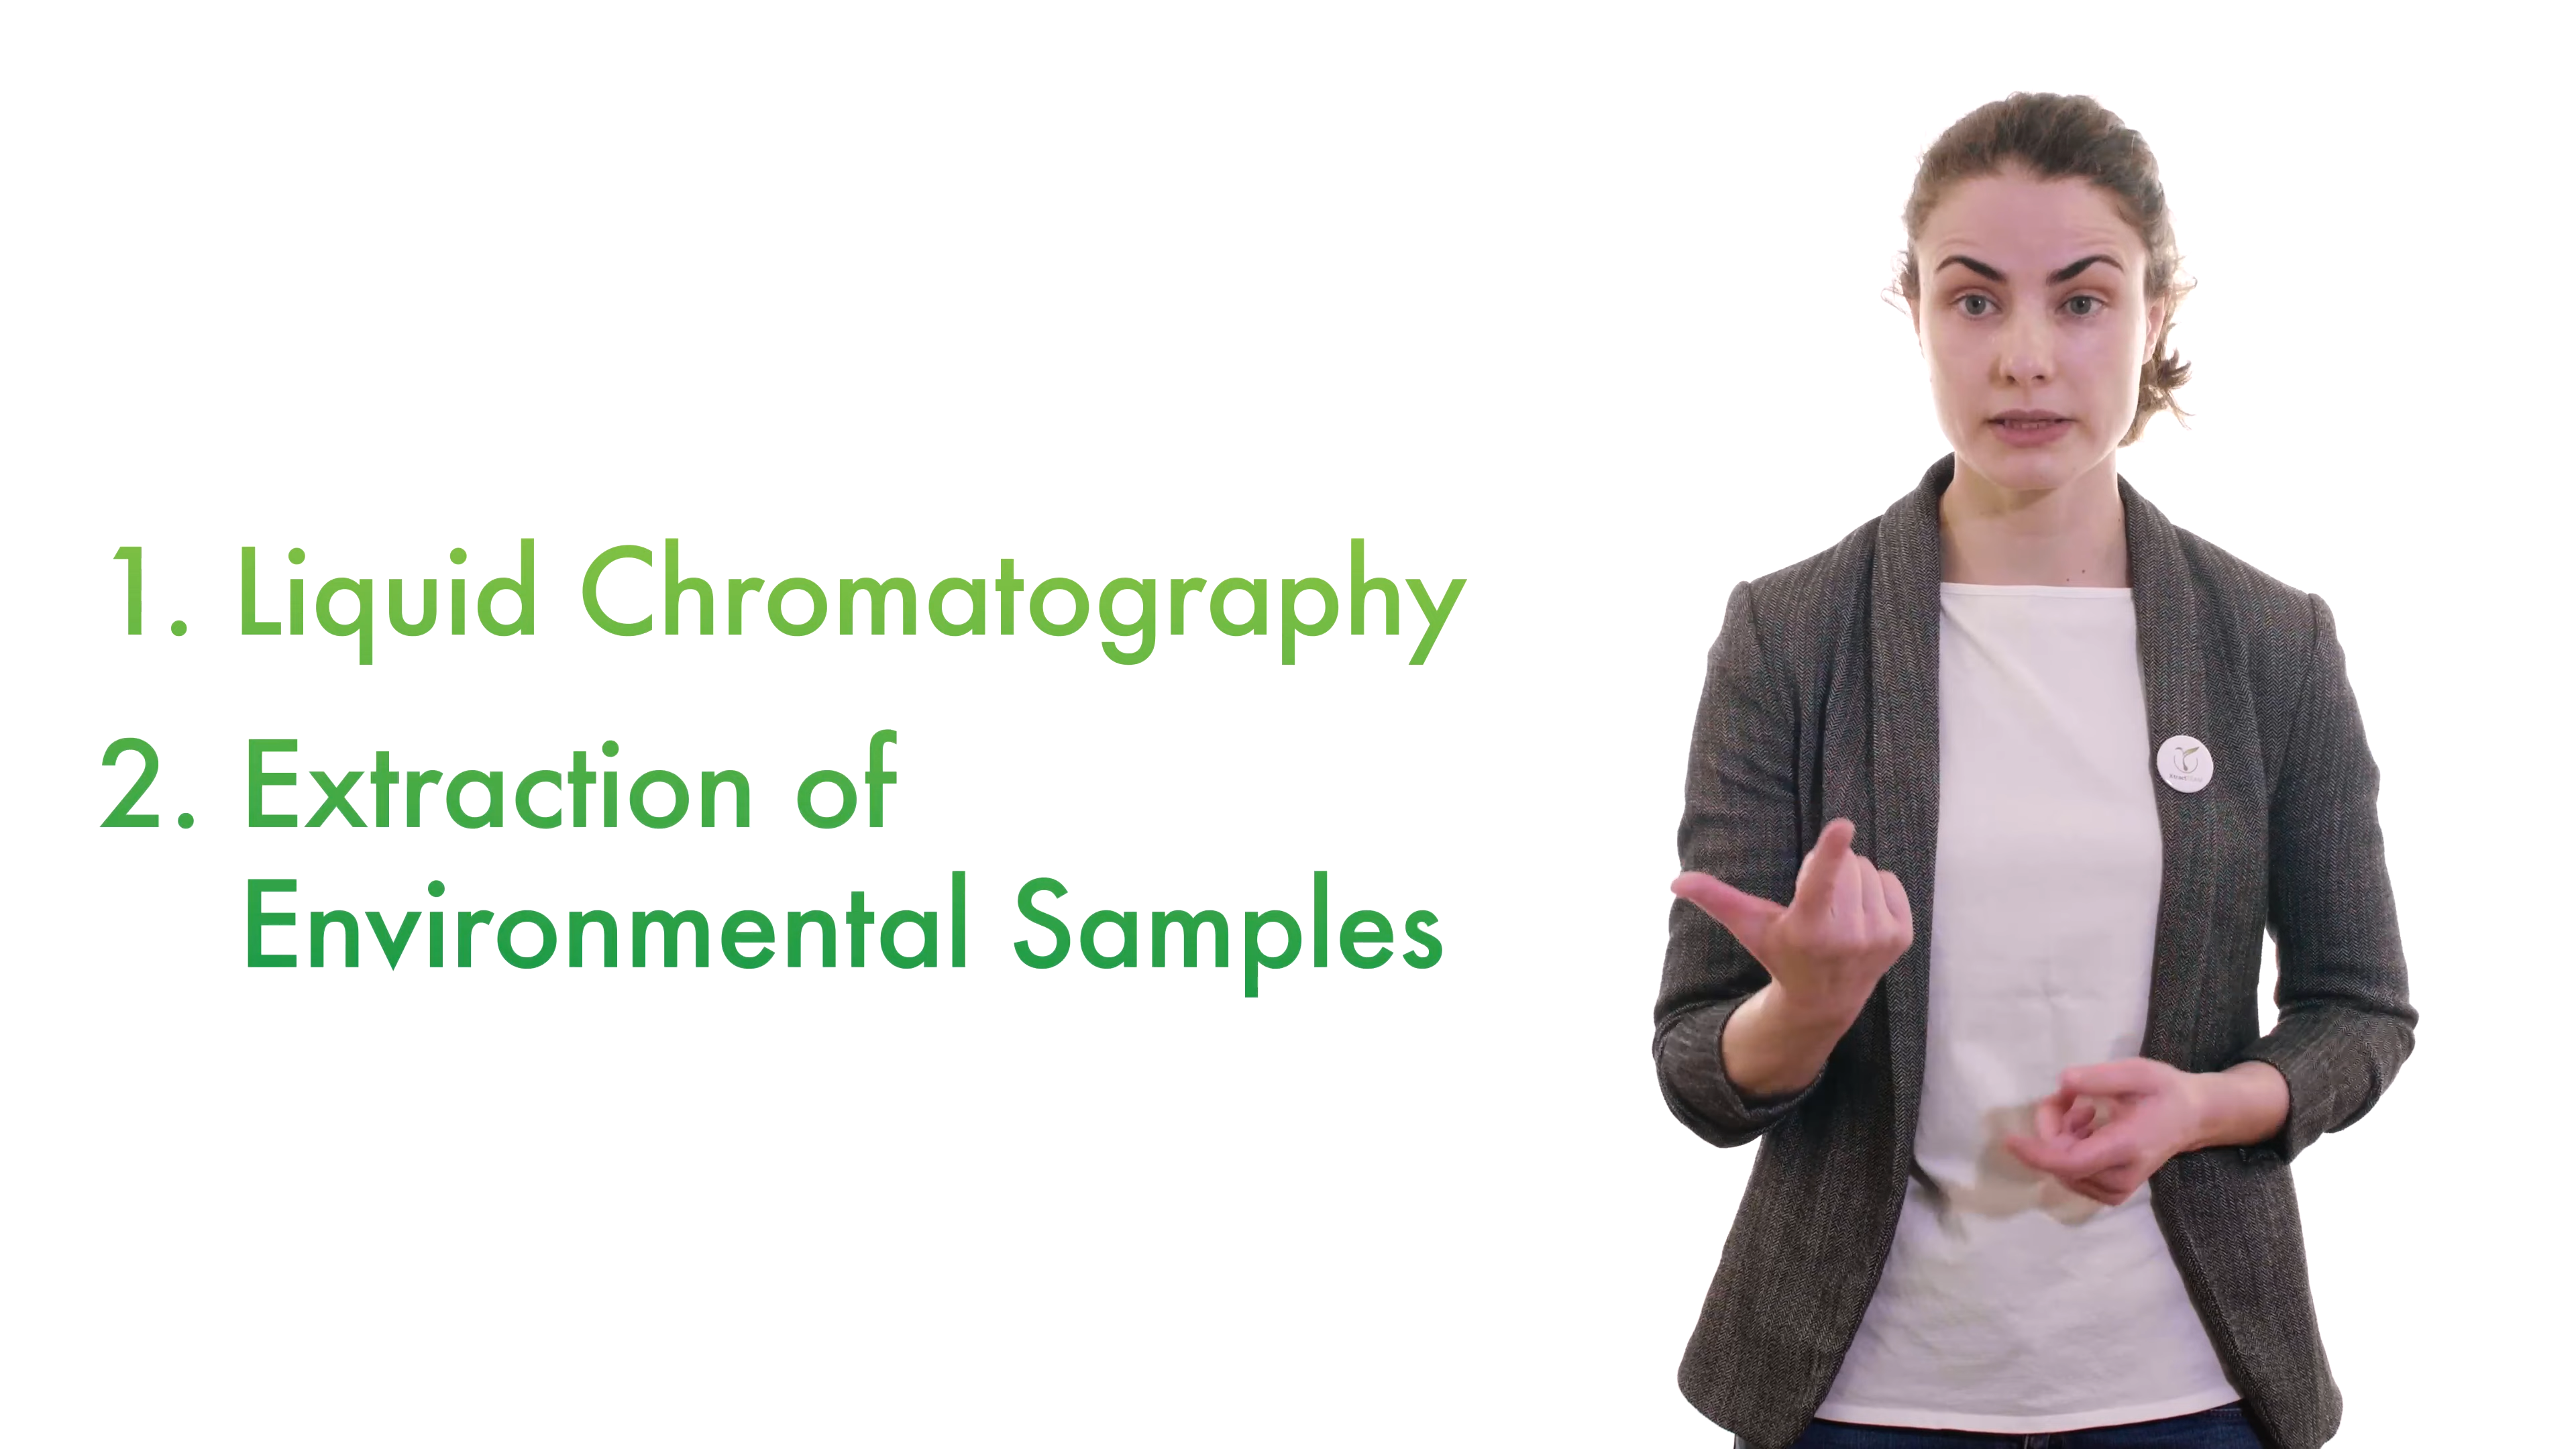 1. Liquid Chromatography
2. Extraction of
Environmental Samples